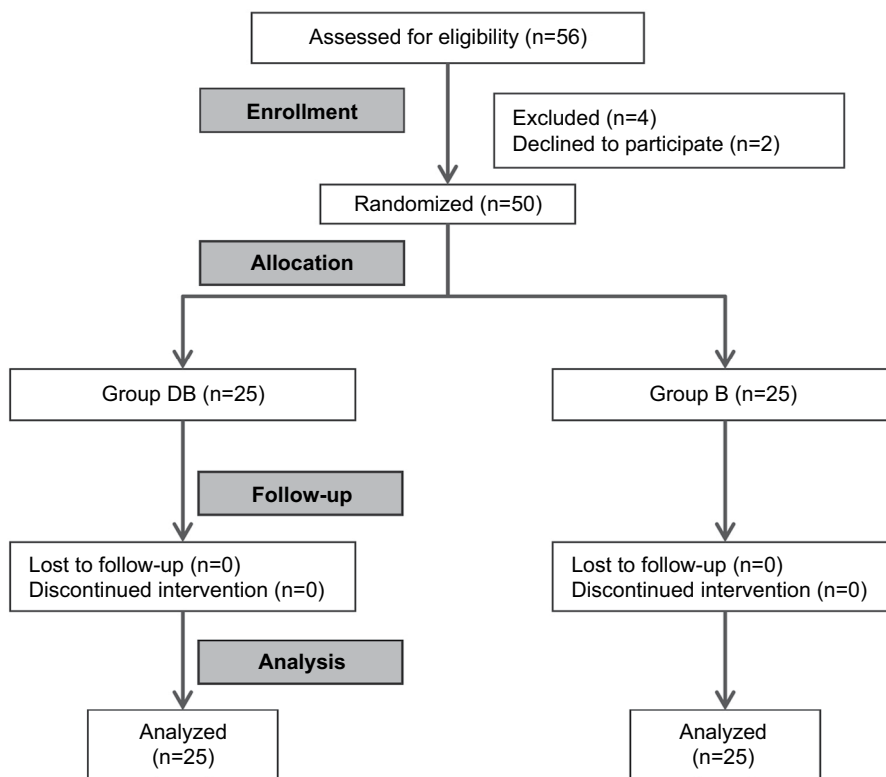 Assessed for eligibility (n=56)
Enrollment
Excluded (n=4)
Declined to participate (n=2)
Randomized (n=50)
Allocation
Group DB (n=25)
Group B (n=25)
Follow-up
Lost to follow-up (n=0)
Discontinued intervention (n=0)
Lost to follow-up (n=0)
Discontinued intervention (n=0)
Analysis
Analyzed
(n=25)
Analyzed
(n=25)